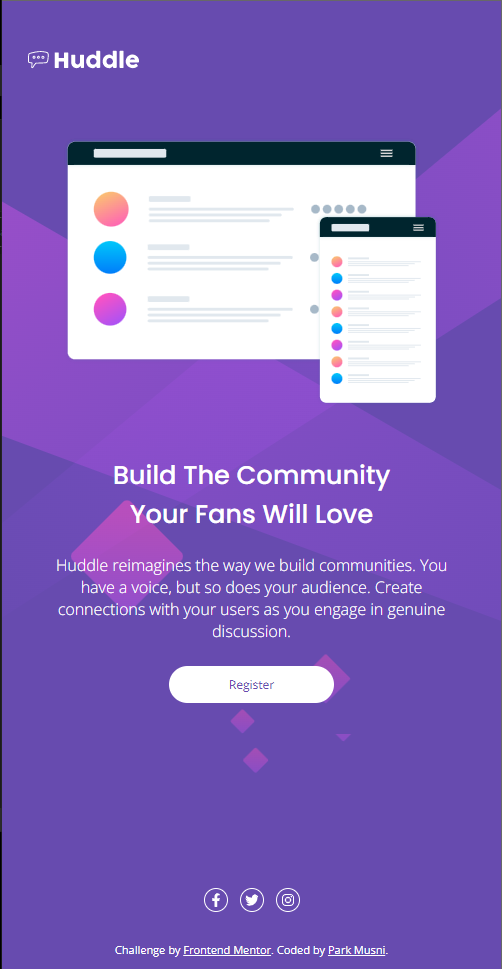 Huddle
Build The Community
Your Fans Will Love
Huddle reimagines the way we build communities. You
have a voice, but so does your audience. Create
connections with your users as you engage in genuine
discussion.
Register
Challenge by Frontend Mentor. Coded by Park Musni.